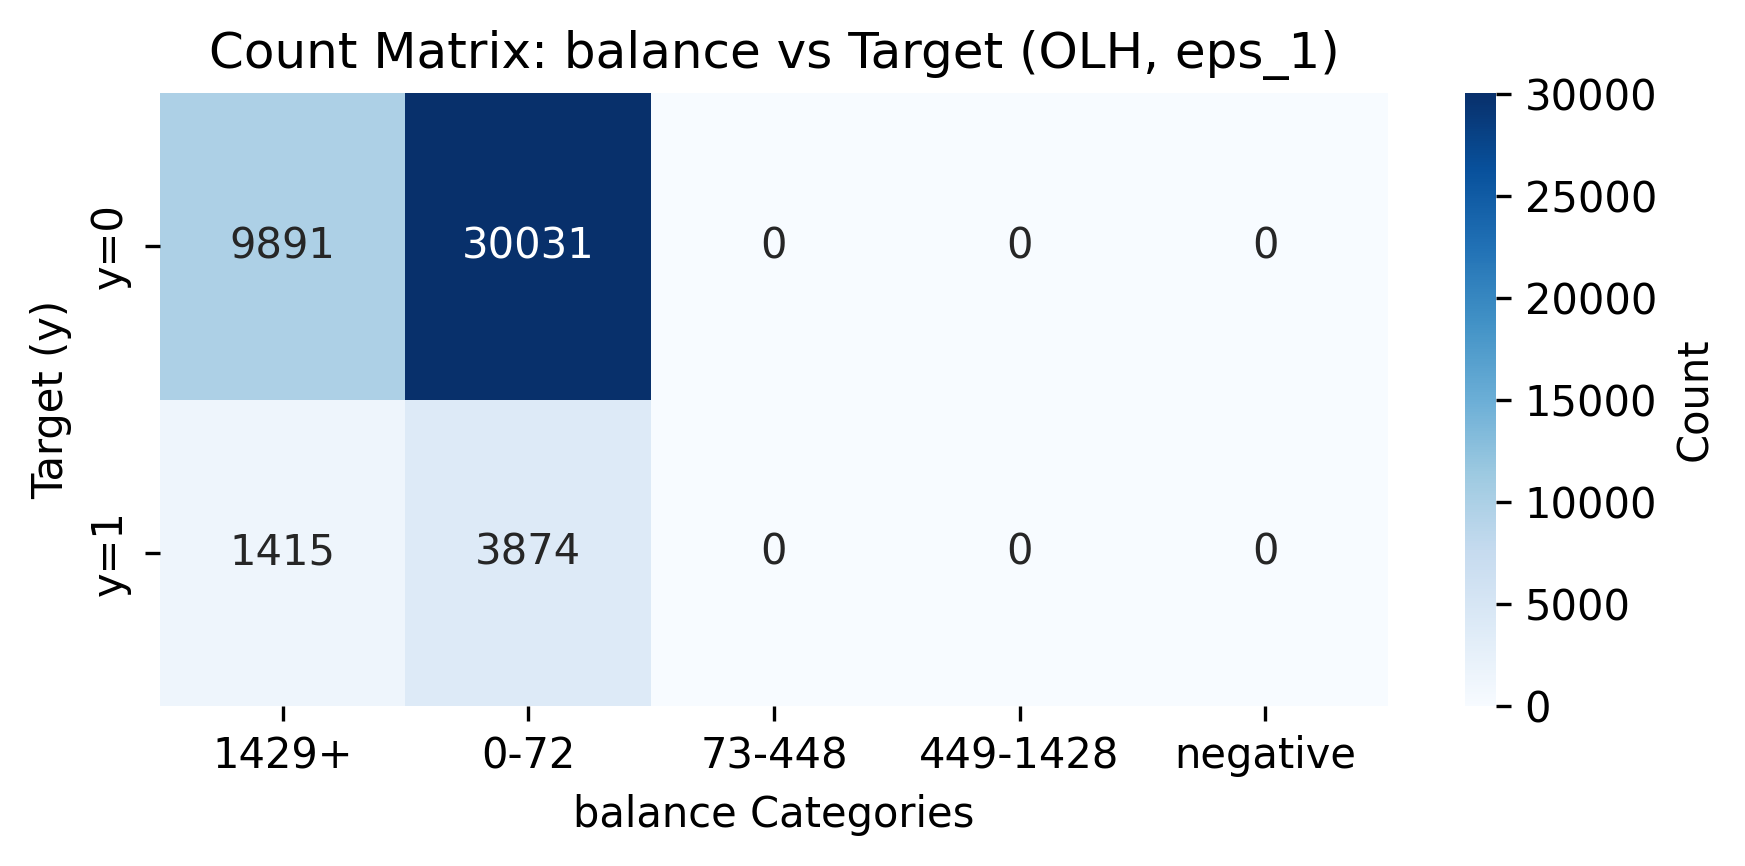 Count Matrix: balance vs Target (OLH, eps_1)
Target (y)
y=0
9891 30031 0 0 0
y=1
1415 3874 0 0 0
1429+ 0-72 73-448 449-1428 negative
balance Categories
30000
25000
20000
15000
10000
5000
0
Count